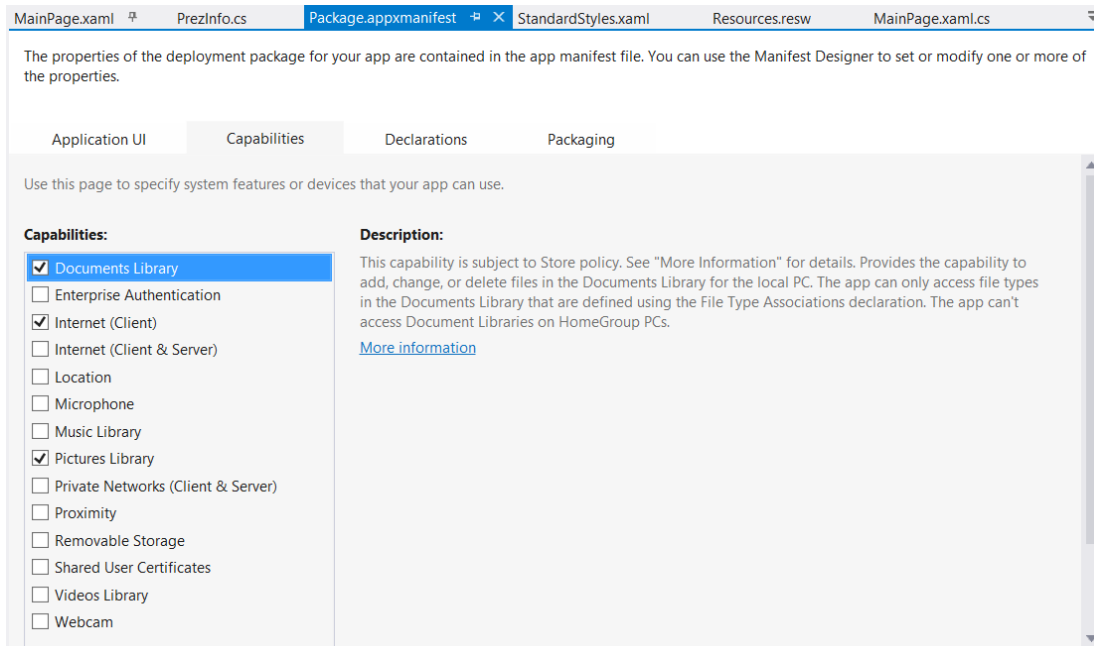 MainPage.xaml PrezInfo.cs Package.appxmanifest StandardStyles.xaml Resources.resw MainPage.xaml.cs
The properties of the deployment package for your app are contained in the app manifest file. You can use the Manifest Designer to set or modify one or more of
the properties.
Application UI Capabilities Declarations Packaging
Use this page to specify system features or devices that your app can use.
Capabilities:
Documents Library
Enterprise Authentication
Internet (Client)
Internet (Client & Server)
Location
Microphone
Music Library
Pictures Library
Private Networks (Client & Server)
Proximity
Removable Storage
Shared User Certificates
Videos Library
Webcam
Description:
This capability is subject to Store policy. See "More Information" for details. Provides the capability to
add, change, or delete files in the Documents Library for the local PC. The app can only access file types
in the Documents Library that are defined using the File Type Associations declaration. The app can't
access Document Libraries on HomeGroup PCs.
More information